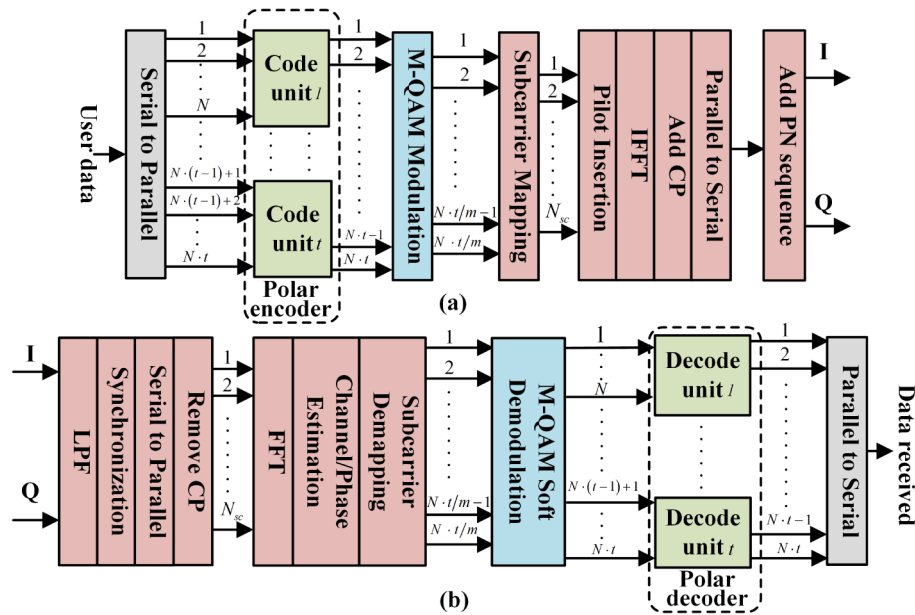 User data
Serial to Parallel
1
2
N
N·(t−1)+1
N·(t−1)+2
N·t
Code
unit 1
Code
unit t
Polar
encoder
1
2
N·t−1
N·t
M-QAM Modulation
1
2
N·t/m−1
N·t/m
Subcarrier Mapping
1
2
N_sc
Pilot Insertion
IFFT
Add CP
Parallel to Serial
Add PN sequence
I
Q
(a)
I
Q
LPF
Synchronization
Serial to Parallel
Remove CP
1
2
N_sc
FFT
Channel/Phase
Estimation
Subcarrier
Demapping
1
2
N·t/m−1
N·t/m
M-QAM Soft
Demodulation
1
N
N·(t−1)+1
N·t
Decode
unit 1
Decode
unit t
Polar
decoder
1
2
N·t−1
N·t
Parallel to Serial
Data received
(b)